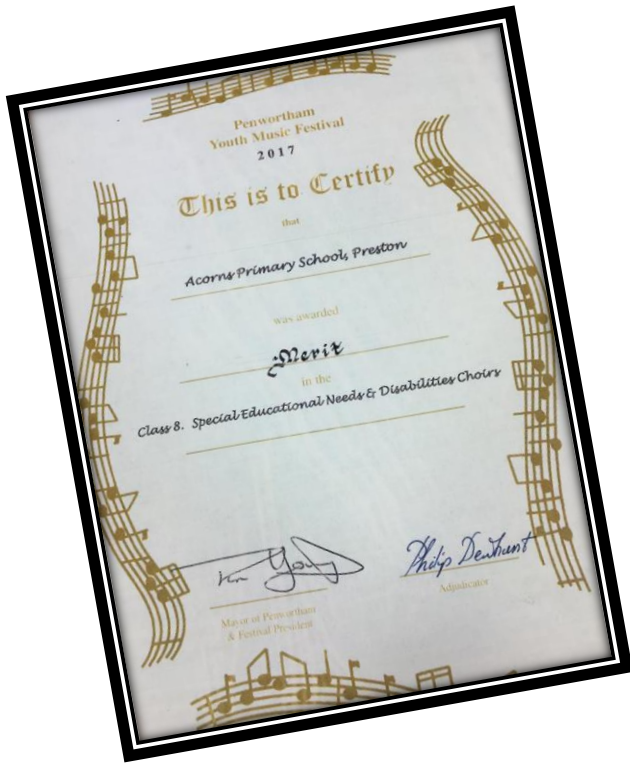 Penwortham
Youth Music Festival
2017
This is to Certify
that
Acorns Primary School, Preston
was awarded
Merit
in the
Class 8. Special Educational Needs & Disabilities Choirs
Philip
Mayor of Penwortham
& Festival President
Adjudicator